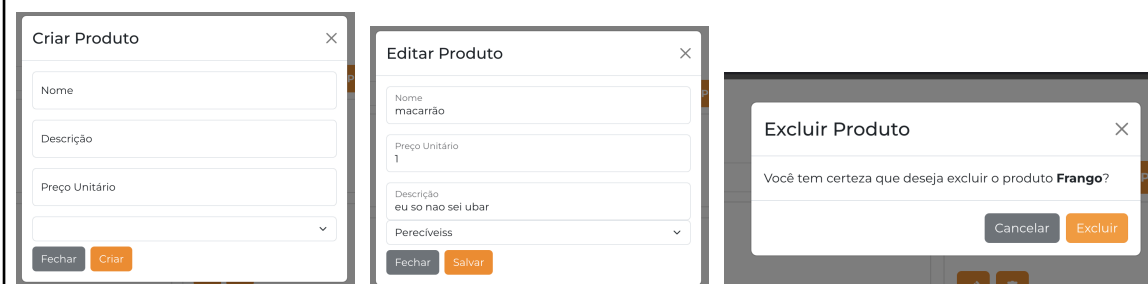 Criar Produto
Nome
Descrição
Preço Unitário
Fechar Criar
Editar Produto
Nome
macarrão
Preço Unitário
1
Descrição
eu so nao sei ubar
Perecíveiss
Fechar Salvar
Excluir Produto
Você tem certeza que deseja excluir o produto Frango?
Cancelar Excluir